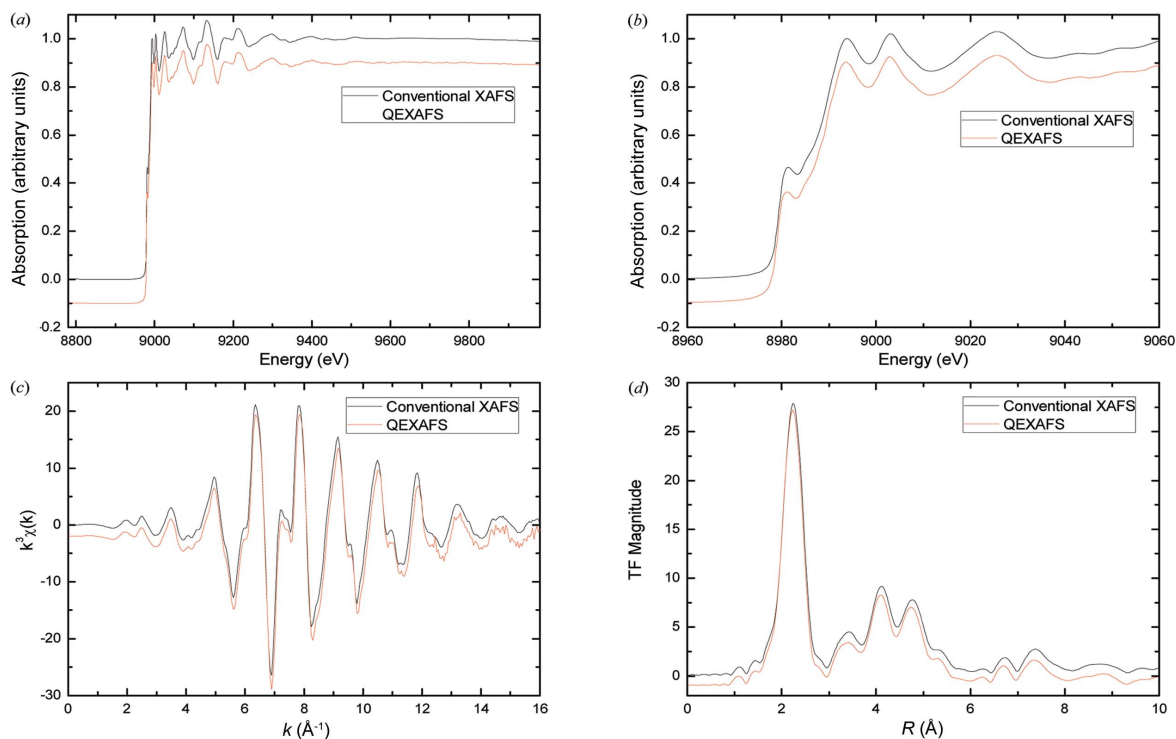 (a)
1.0
0.8
0.6
0.4
0.2
0.0
-0.2
Absorption (arbitrary units)
Conventional XAFS
QEXAFS
8800 9000 9200 9400 9600 9800
Energy (eV)
(b)
1.0
0.8
0.6
0.4
0.2
0.0
-0.2
Absorption (arbitrary units)
Conventional XAFS
QEXAFS
8960 8980 9000 9020 9040 9060
Energy (eV)
(c)
20
10
0
-10
-20
-30
k³χ(k)
Conventional XAFS
QEXAFS
0 2 4 6 8 10 12 14 16
k (Å⁻¹)
(d)
30
25
20
15
10
5
0
TF Magnitude
Conventional XAFS
QEXAFS
0 2 4 6 8 10
R (Å)